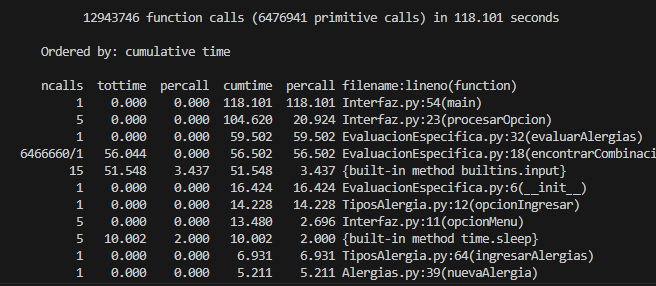 12943746 function calls (6476941 primitive calls) in 118.101 seconds
Ordered by: cumulative time
ncalls tottime percall cumtime percall filename:lineno(function)
1 0.000 0.000 118.101 118.101 Interfaz.py:54(main)
5 0.000 0.000 104.620 20.924 Interfaz.py:23(procesarOpcion)
1 0.000 0.000 59.502 59.502 EvaluacionEspecifica.py:32(evaluarAlergias)
6466660/1 56.044 0.000 56.502 56.502 EvaluacionEspecifica.py:18(encontrarCombinaci
15 51.548 3.437 51.548 3.437 {built-in method builtins.input}
1 0.000 0.000 16.424 16.424 EvaluacionEspecifica.py:6(__init__)
1 0.000 0.000 14.228 14.228 TiposAlergia.py:12(opcionIngresar)
5 0.000 0.000 13.480 2.696 Interfaz.py:11(opcionMenu)
5 10.002 2.000 10.002 2.000 {built-in method time.sleep}
1 0.000 0.000 6.931 6.931 TiposAlergia.py:64(ingresarAlergias)
1 0.000 0.000 5.211 5.211 Alergias.py:39(nuevaAlergia)